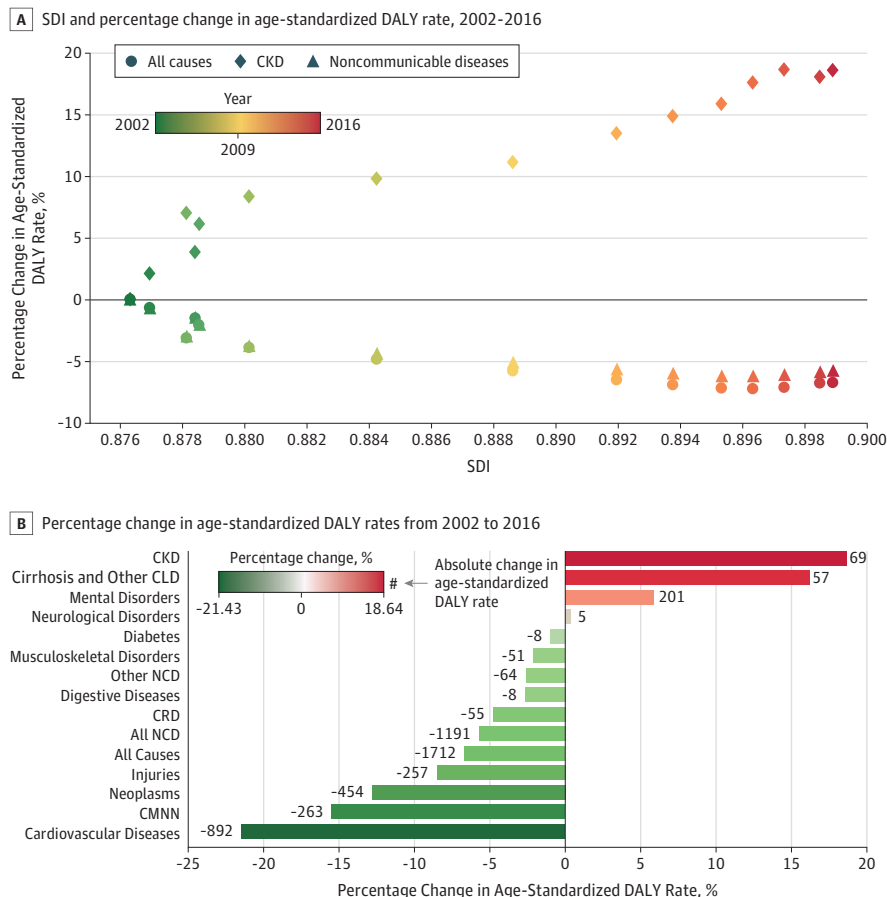 A SDI and percentage change in age-standardized DALY rate, 2002-2016
Percentage Change in Age-Standardized
DALY Rate, %
20
15
10
5
0
-5
-10
All causes CKD Noncommunicable diseases
Year
2002 2016
2009
0.876 0.878 0.880 0.882 0.884 0.886 0.888 0.890 0.892 0.894 0.896 0.898 0.900
SDI
B Percentage change in age-standardized DALY rates from 2002 to 2016
Percentage change, %
-21.43 0 18.64
# Absolute change in
age-standardized
DALY rate
CKD 69
Cirrhosis and Other CLD 57
Mental Disorders 201
Neurological Disorders 5
Diabetes -8
Musculoskeletal Disorders -51
Other NCD -64
Digestive Diseases -8
CRD -55
All NCD -1191
All Causes -1712
Injuries -257
Neoplasms -454
CMNN -263
Cardiovascular Diseases -892
-25 -20 -15 -10 -5 0 5 10 15 20
Percentage Change in Age-Standardized DALY Rate, %